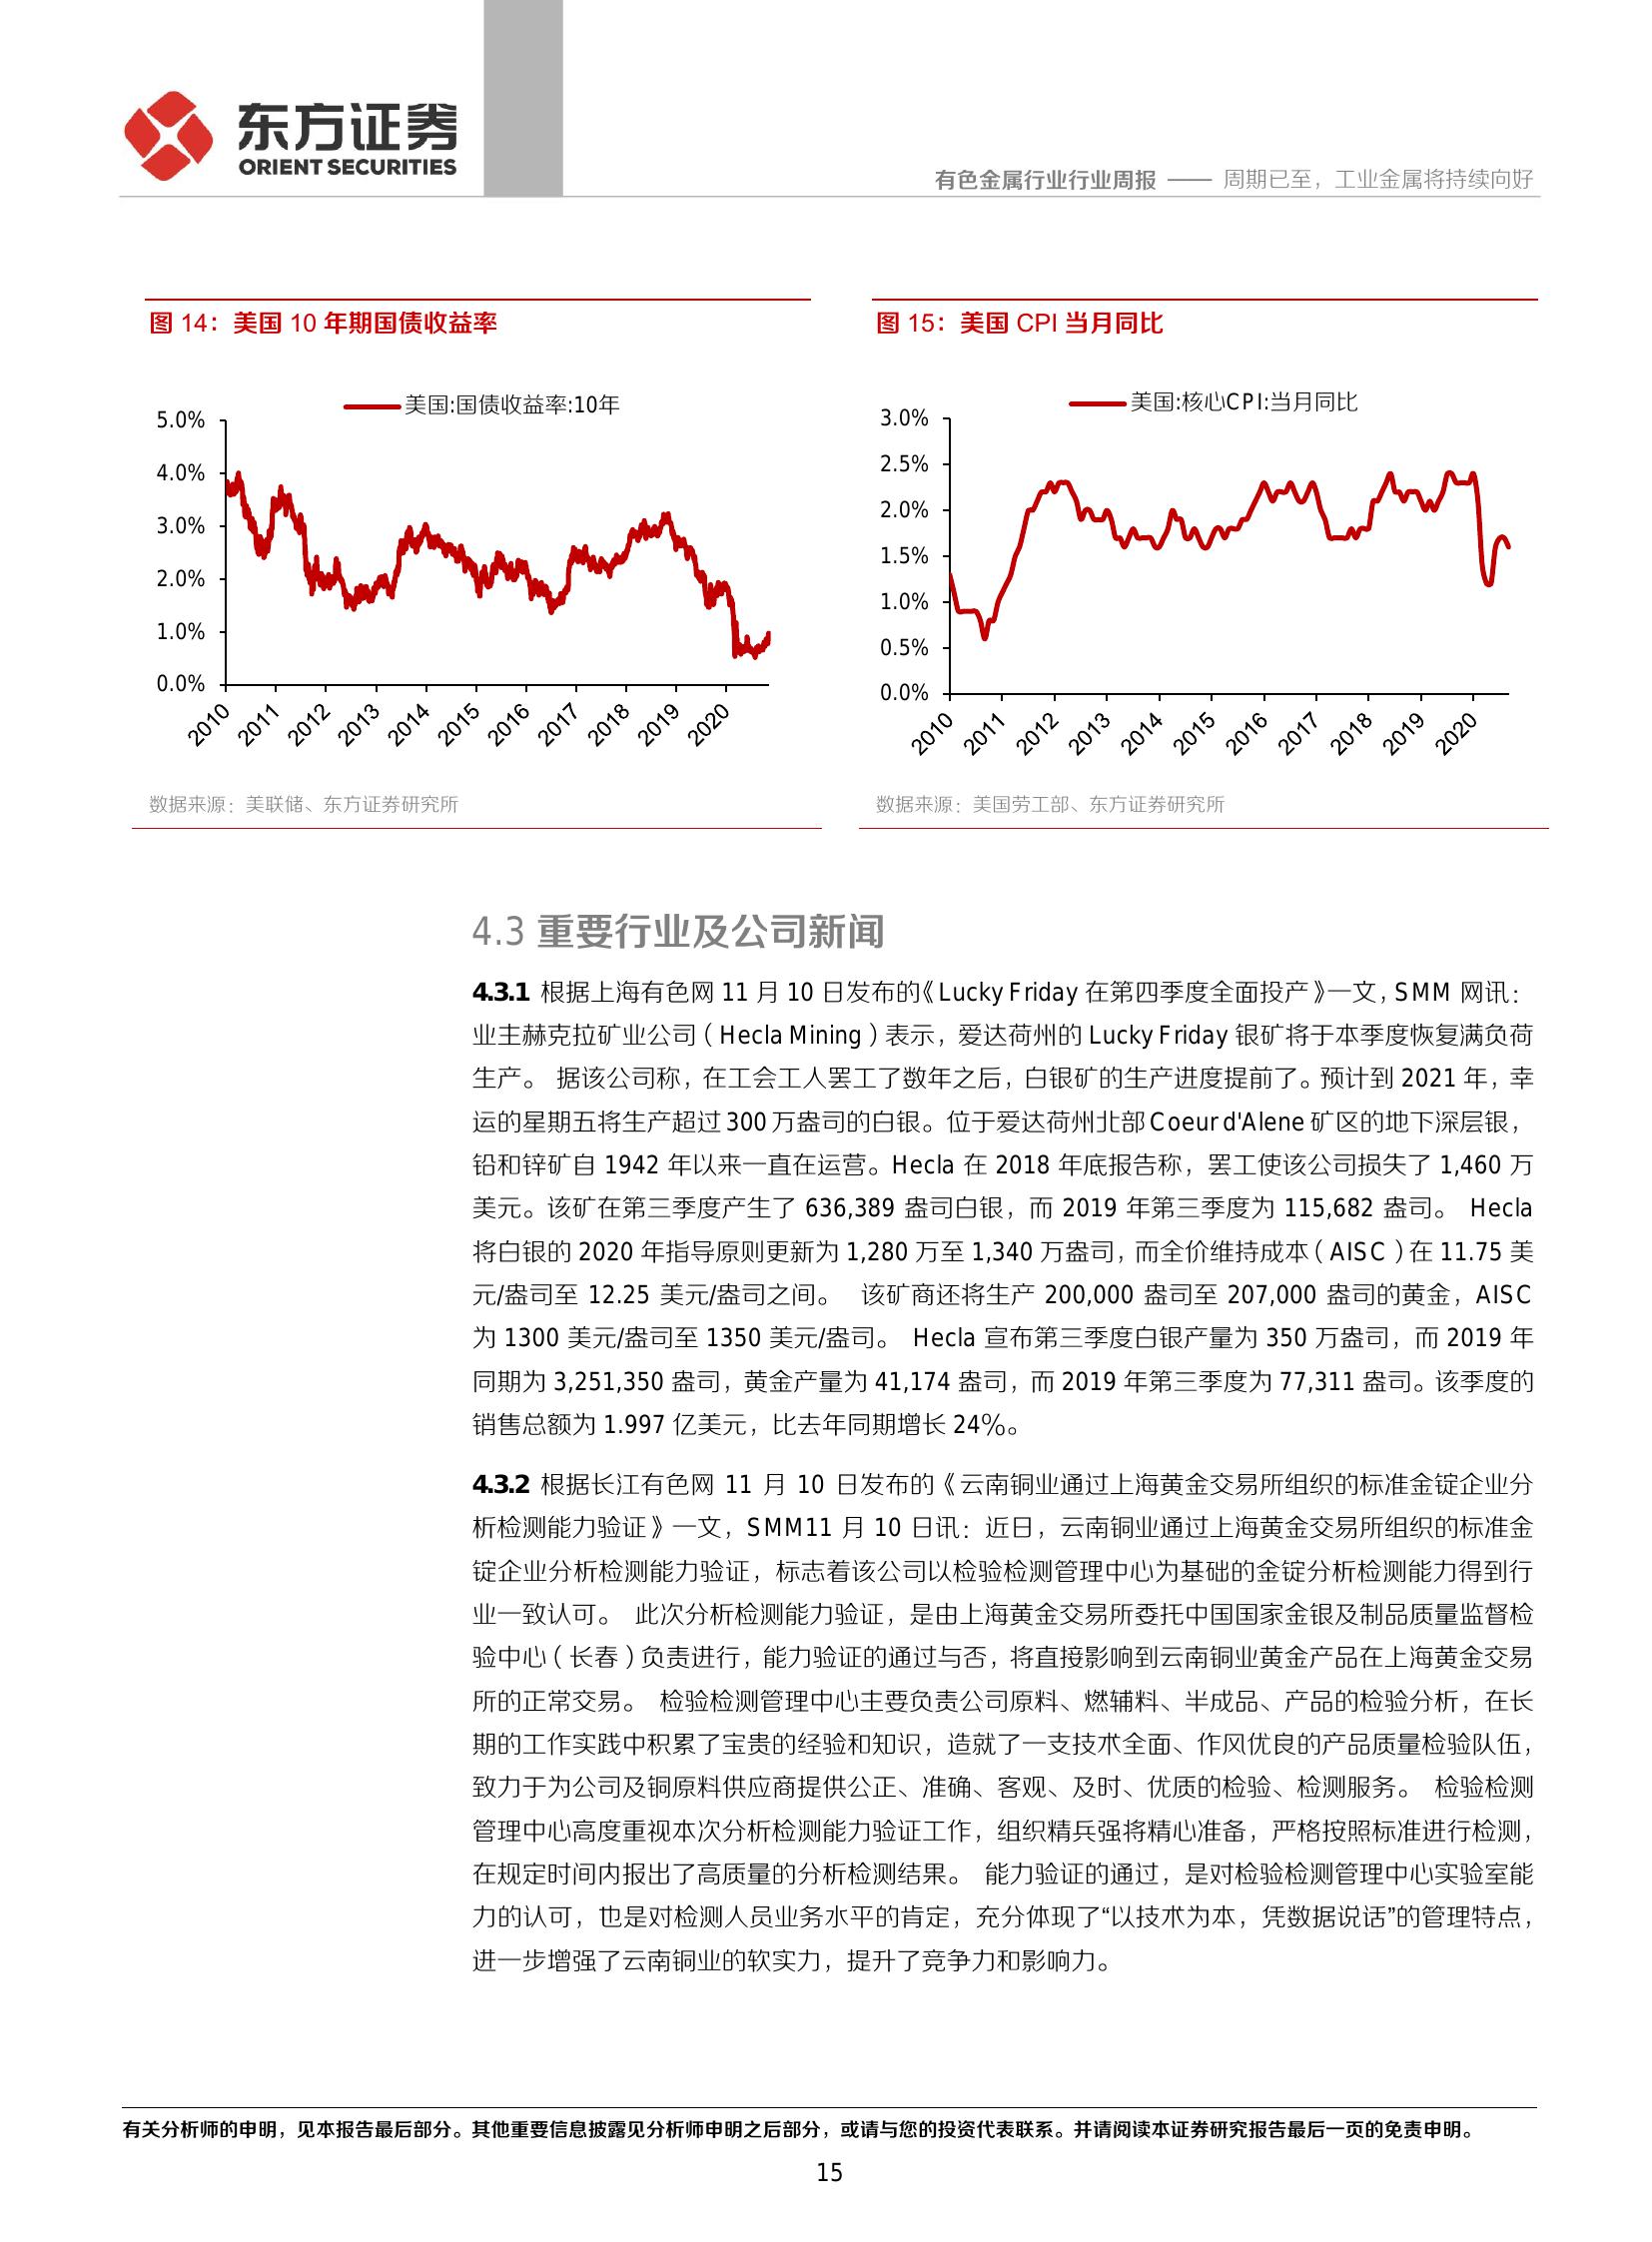 东方证券
ORIENT SECURITIES
有色金属行业行业周报 —— 周期已至，工业金属将持续向好
图 14：美国 10 年期国债收益率
美国:国债收益率:10年
5.0%
4.0%
3.0%
2.0%
1.0%
0.0%
2010 2011 2012 2013 2014 2015 2016 2017 2018 2019 2020
数据来源：美联储、东方证券研究所
图 15：美国 CPI 当月同比
美国:核心CPI:当月同比
3.0%
2.5%
2.0%
1.5%
1.0%
0.5%
0.0%
2010 2011 2012 2013 2014 2015 2016 2017 2018 2019 2020
数据来源：美国劳工部、东方证券研究所
4.3 重要行业及公司新闻
4.3.1 根据上海有色网 11 月 10 日发布的《Lucky Friday 在第四季度全面投产》一文，SMM 网讯：
业主赫克拉矿业公司（Hecla Mining）表示，爱达荷州的 Lucky Friday 银矿将于本季度恢复满负荷
生产。 据该公司称，在工会工人罢工了数年之后，白银矿的生产进度提前了。预计到 2021 年，幸
运的星期五将生产超过 300 万盎司的白银。位于爱达荷州北部 Coeur d'Alene 矿区的地下深层银，
铅和锌矿自 1942 年以来一直在运营。Hecla 在 2018 年底报告称，罢工使该公司损失了 1,460 万
美元。该矿在第三季度产生了 636,389 盎司白银，而 2019 年第三季度为 115,682 盎司。 Hecla
将白银的 2020 年指导原则更新为 1,280 万至 1,340 万盎司，而全价维持成本（AISC）在 11.75 美
元/盎司至 12.25 美元/盎司之间。 该矿商还将生产 200,000 盎司至 207,000 盎司的黄金，AISC
为 1300 美元/盎司至 1350 美元/盎司。 Hecla 宣布第三季度白银产量为 350 万盎司，而 2019 年
同期为 3,251,350 盎司，黄金产量为 41,174 盎司，而 2019 年第三季度为 77,311 盎司。该季度的
销售总额为 1.997 亿美元，比去年同期增长 24％。
4.3.2 根据长江有色网 11 月 10 日发布的《云南铜业通过上海黄金交易所组织的标准金锭企业分
析检测能力验证》一文，SMM11 月 10 日讯：近日，云南铜业通过上海黄金交易所组织的标准金
锭企业分析检测能力验证，标志着该公司以检验检测管理中心为基础的金锭分析检测能力得到行
业一致认可。 此次分析检测能力验证，是由上海黄金交易所委托中国国家金银及制品质量监督检
验中心（长春）负责进行，能力验证的通过与否，将直接影响到云南铜业黄金产品在上海黄金交易
所的正常交易。 检验检测管理中心主要负责公司原料、燃辅料、半成品、产品的检验分析，在长
期的工作实践中积累了宝贵的经验和知识，造就了一支技术全面、作风优良的产品质量检验队伍，
致力于为公司及铜原料供应商提供公正、准确、客观、及时、优质的检验、检测服务。 检验检测
管理中心高度重视本次分析检测能力验证工作，组织精兵强将精心准备，严格按照标准进行检测，
在规定时间内报出了高质量的分析检测结果。 能力验证的通过，是对检验检测管理中心实验室能
力的认可，也是对检测人员业务水平的肯定，充分体现了“以技术为本，凭数据说话”的管理特点，
进一步增强了云南铜业的软实力，提升了竞争力和影响力。
有关分析师的申明，见本报告最后部分。其他重要信息披露见分析师申明之后部分，或请与您的投资代表联系。并请阅读本证券研究报告最后一页的免责申明。
15